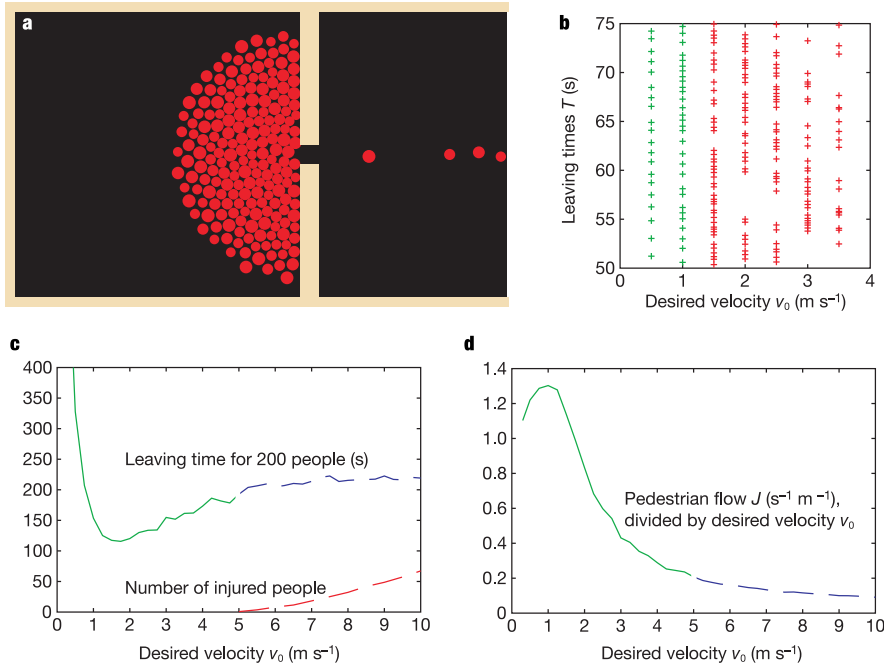 a
b
75
70
65
60
55
50
Leaving times T (s)
0 1 2 3 4
Desired velocity v₀ (m s⁻¹)
c
400
350
300
250
200
150
100
50
0
Leaving time for 200 people (s)
Number of injured people
0 1 2 3 4 5 6 7 8 9 10
Desired velocity v₀ (m s⁻¹)
d
1.4
1.2
1.0
0.8
0.6
0.4
0.2
0
Pedestrian flow J (s⁻¹ m⁻¹),
divided by desired velocity v₀
0 1 2 3 4 5 6 7 8 9 10
Desired velocity v₀ (m s⁻¹)